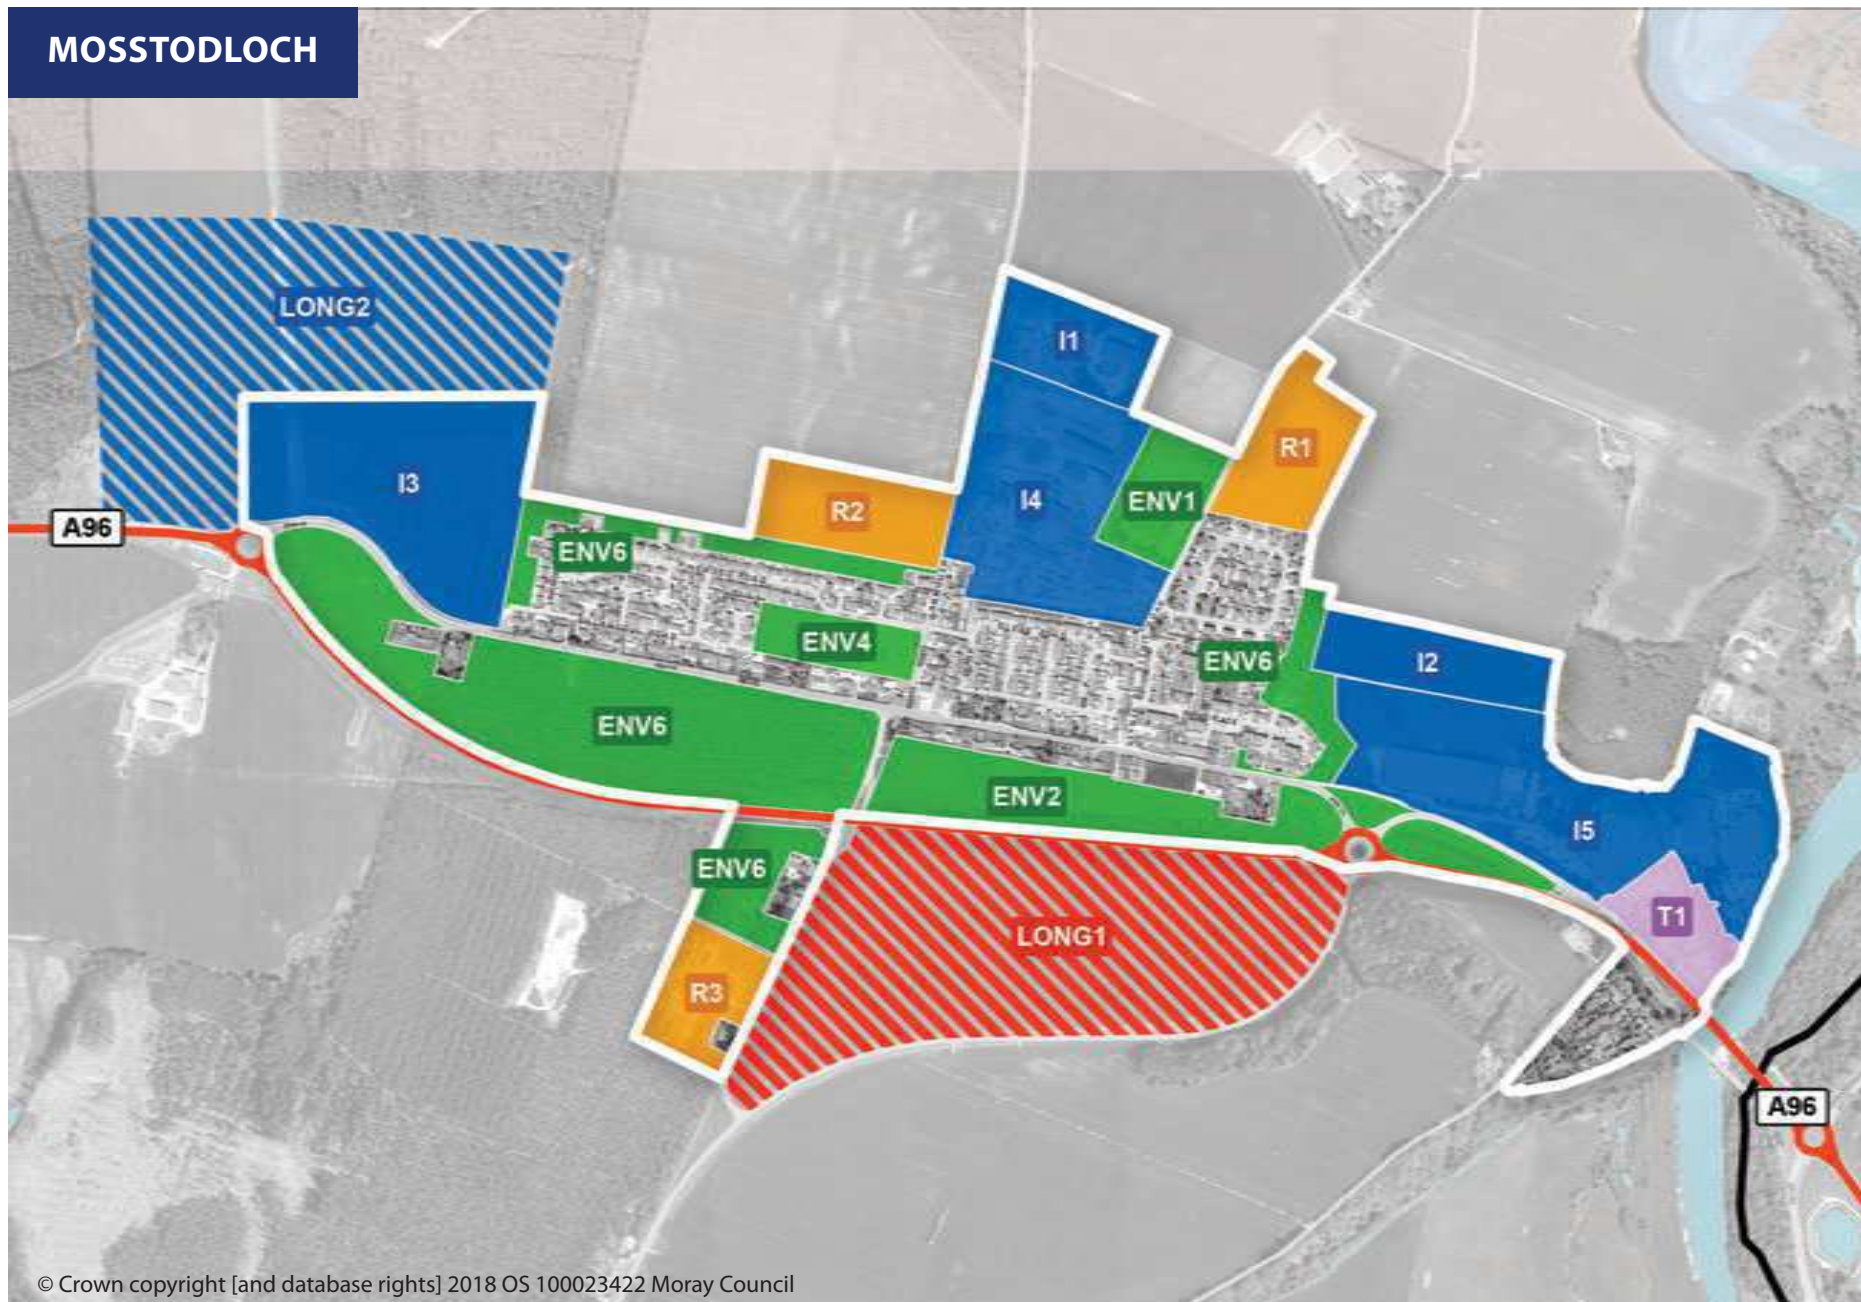 MOSSTODLOCH
LONG2
I1
R1
I3
I4
ENV1
R2
A96
ENV6
ENV4
ENV6
I2
ENV6
ENV2
I5
ENV6
T1
LONG1
R3
A96
© Crown copyright [and database rights] 2018 OS 100023422 Moray Council